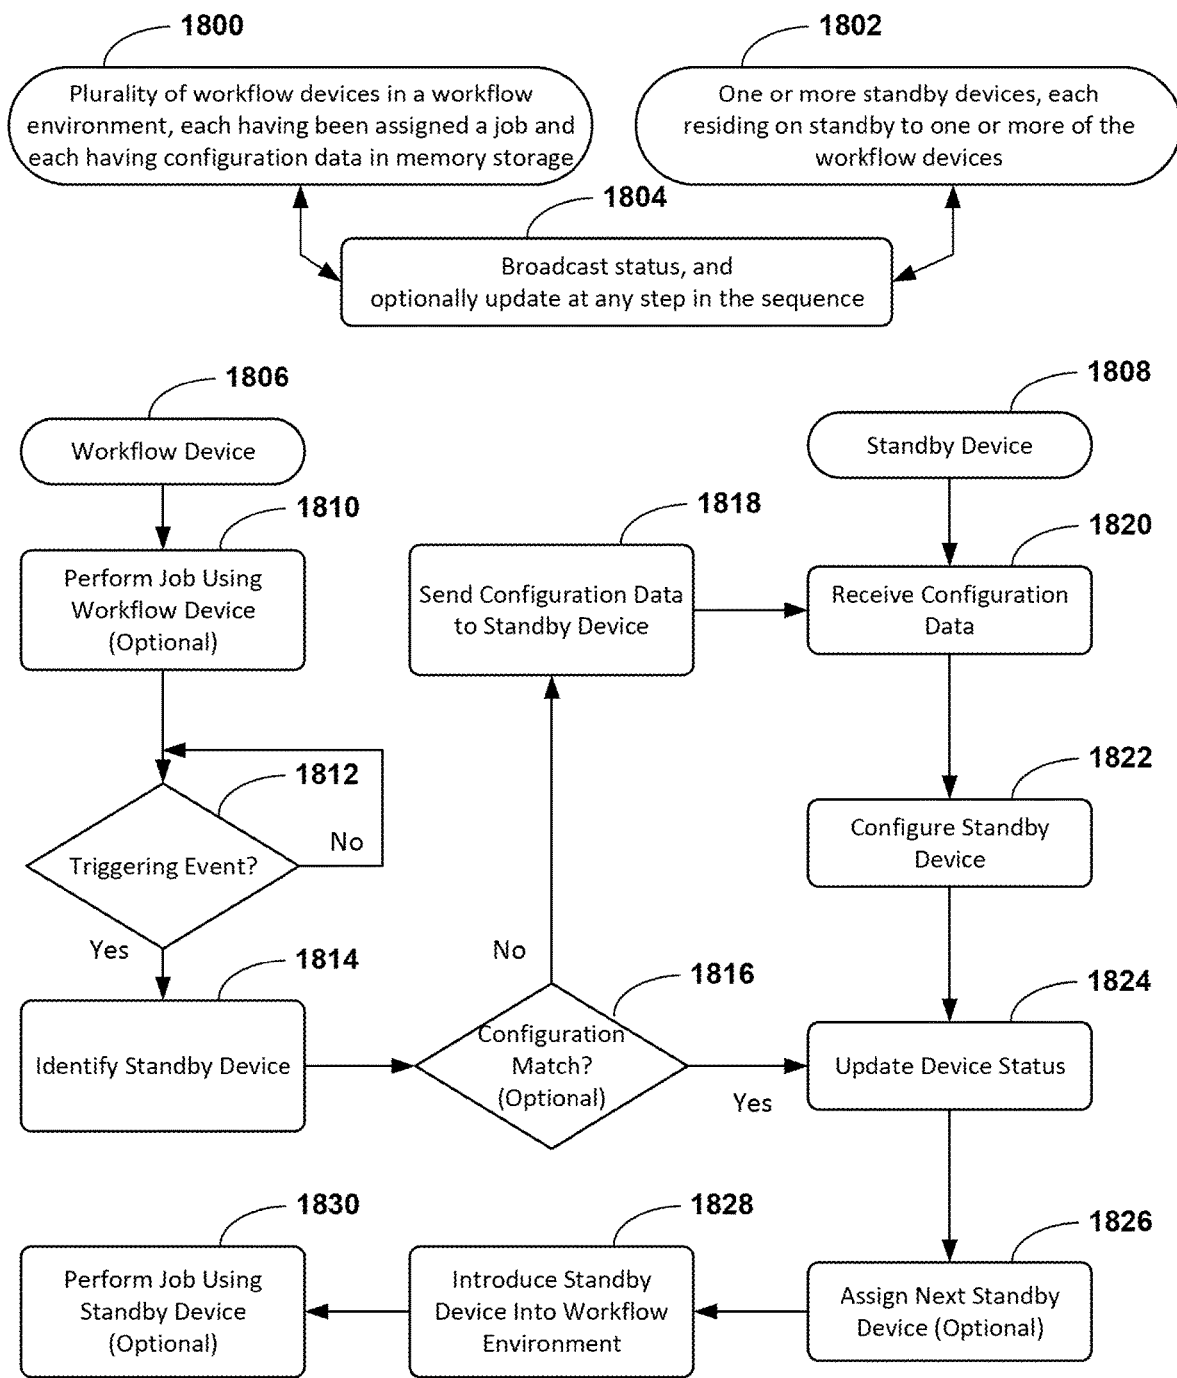 1800
Plurality of workflow devices in a workflow
environment, each having been assigned a job and
each having configuration data in memory storage
1802
One or more standby devices, each
residing on standby to one or more of the
workflow devices
1804
Broadcast status, and
optionally update at any step in the sequence
1806
Workflow Device
1808
Standby Device
1810
Perform Job Using
Workflow Device
(Optional)
1818
Send Configuration Data
to Standby Device
1820
Receive Configuration
Data
1812
Triggering Event?
No
Yes
1822
Configure Standby
Device
1814
Identify Standby Device
No
1816
Configuration
Match?
(Optional)
Yes
1824
Update Device Status
1830
Perform Job Using
Standby Device
(Optional)
1828
Introduce Standby
Device Into Workflow
Environment
1826
Assign Next Standby
Device (Optional)